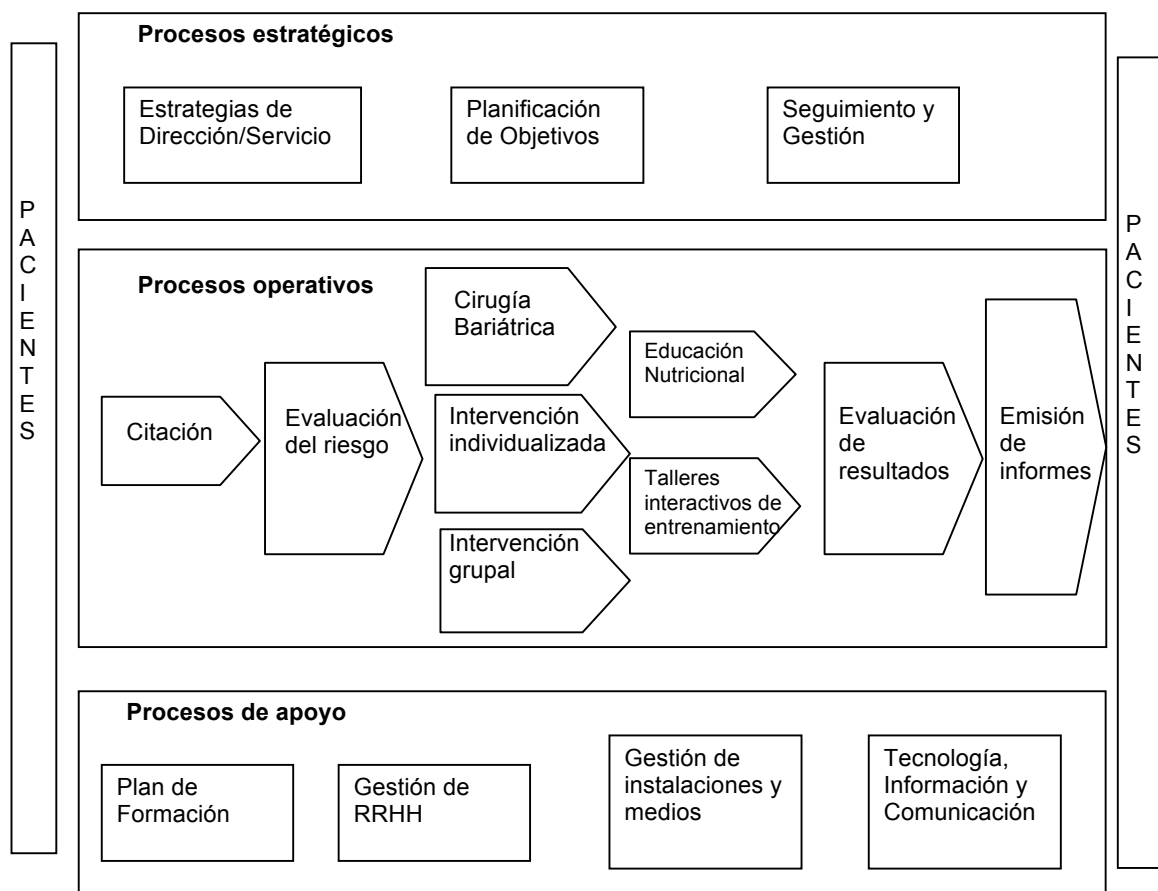 Procesos estratégicos
Estrategias de
Dirección/Servicio
Planificación
de Objetivos
Seguimiento y
Gestión
P
A
C
I
E
N
T
E
S
Procesos operativos
Citación
Evaluación
del riesgo
Cirugía
Bariátrica
Intervención
individualizada
Intervención
grupal
Educación
Nutricional
Talleres
interactivos de
entrenamiento
Evaluación
de
resultados
Emisión
de
informes
P
A
C
I
E
N
T
E
S
Procesos de apoyo
Plan de
Formación
Gestión de
RRHH
Gestión de
instalaciones y
medios
Tecnología,
Información y
Comunicación